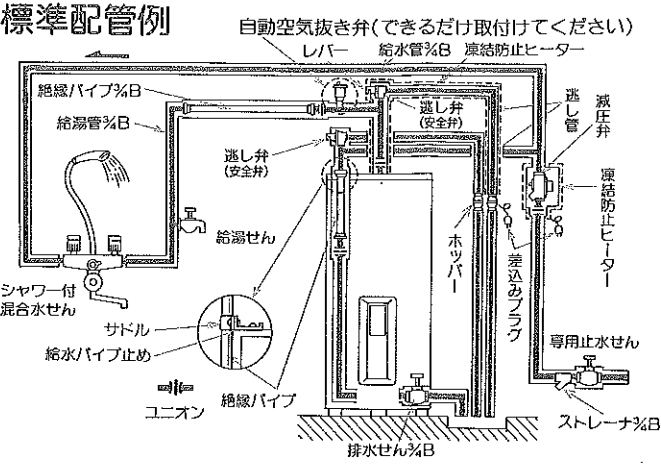 標準配管例
自動空気抜き弁(できるだけ取付けてください)
レバー
給水管¾B
凍結防止ヒーター
絶縁パイプ¾B
給湯管¾B
逃し弁
(安全弁)
逃し弁
(安全弁)
逃し管
減圧弁
凍結防止ヒーター
給湯せん
ホッパー
差込みプラグ
シャワー付
混合水せん
サドル
給水パイプ止め
専用止水せん
ユニオン
絶縁パイプ
ストレーナ¾B
排水せん¾B